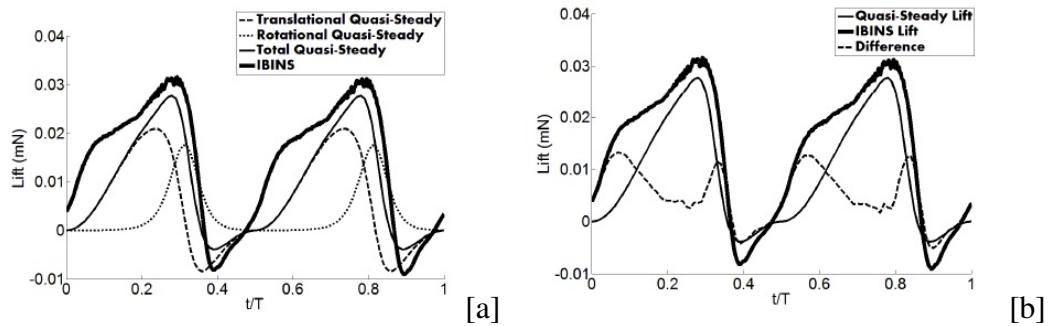 Translational Quasi-Steady
Rotational Quasi-Steady
Total Quasi-Steady
IBINS
0.04
0.03
0.02
0.01
0
-0.01
Lift (mN)
0 0.2 0.4 0.6 0.8 1
t/T
[a]
Quasi-Steady Lift
IBINS Lift
Difference
0.04
0.03
0.02
0.01
0
-0.01
Lift (mN)
0 0.2 0.4 0.6 0.8 1
t/T
[b]